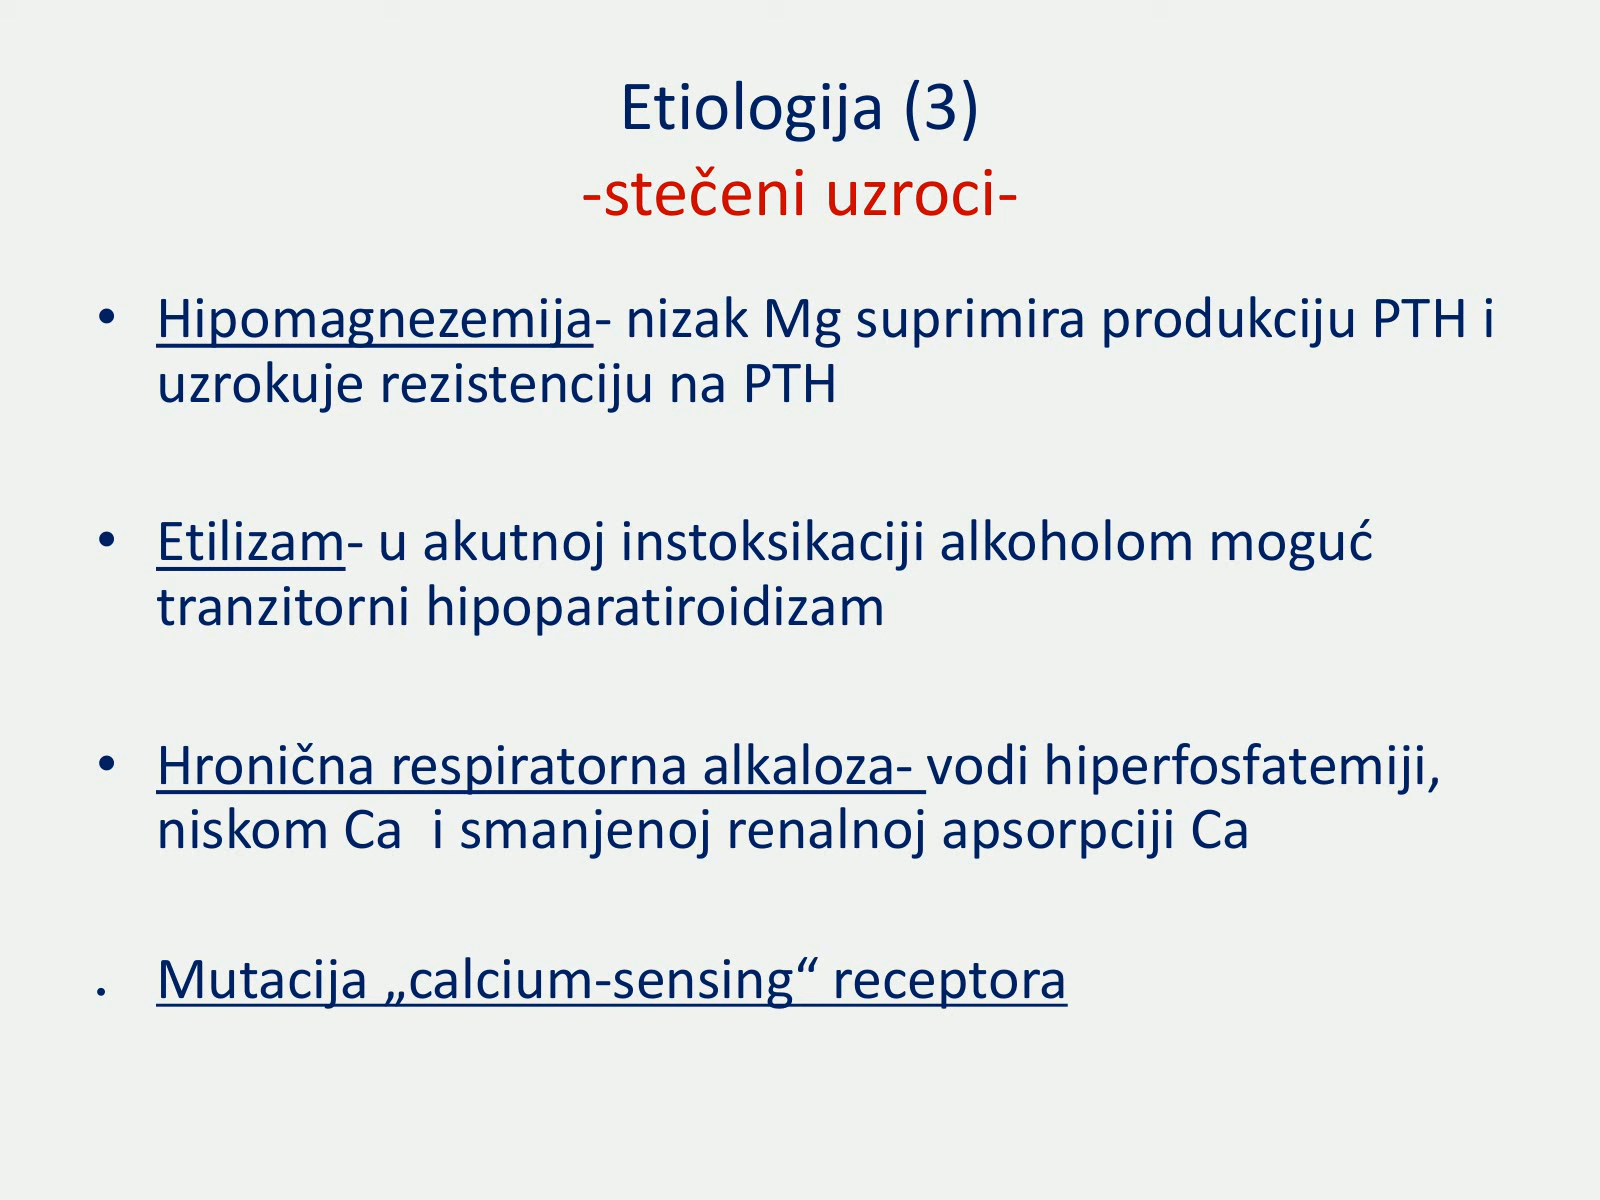 Etiologija (3)
-stečeni uzroci-
• Hipomagnezemija- nizak Mg suprimira produkciju PTH i
uzrokuje rezistenciju na PTH
• Etilizam- u akutnoj instoksikaciji alkoholom moguć
tranzitorni hipoparatiroidizam
• Hronična respiratorna alkaloza- vodi hiperfosfatemiji,
niskom Ca  i smanjenoj renalnoj apsorpciji Ca
• Mutacija „calcium-sensing“ receptora